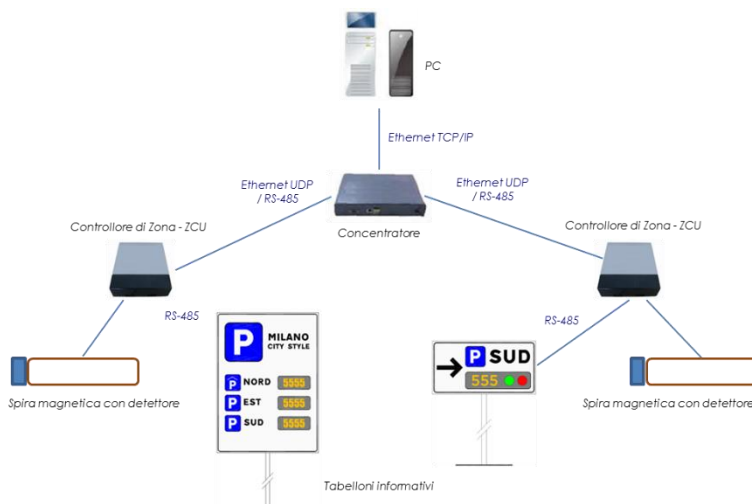 PC
Ethernet TCP/IP
Ethernet UDP
/ RS-485
Ethernet UDP
/ RS-485
Controllore di Zona - ZCU
Concentratore
Controllore di Zona - ZCU
RS-485
RS-485
P MILANO
CITY STYLE
P NORD 5555
P EST 5555
P SUD 5555
P SUD
555
Spira magnetica con detettore
Spira magnetica con detettore
Tabelloni informativi